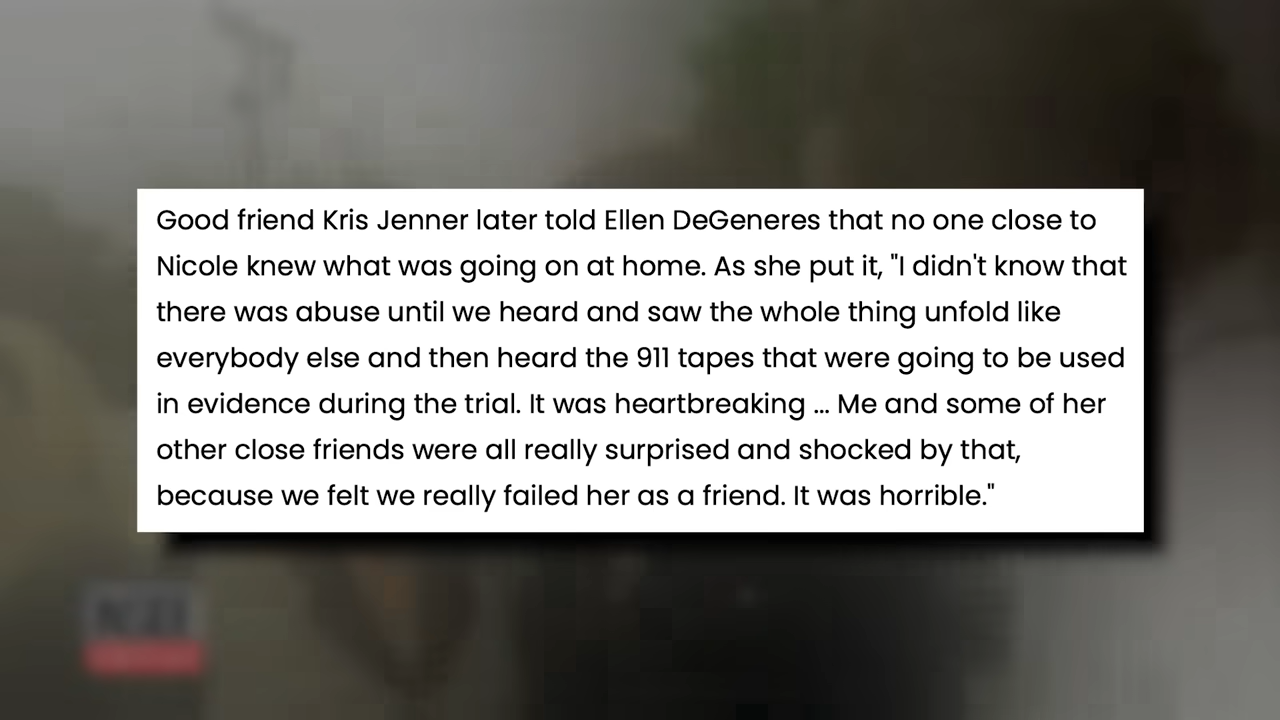 Good friend Kris Jenner later told Ellen DeGeneres that no one close to
Nicole knew what was going on at home. As she put it, "I didn't know that
there was abuse until we heard and saw the whole thing unfold like
everybody else and then heard the 911 tapes that were going to be used
in evidence during the trial. It was heartbreaking ... Me and some of her
other close friends were all really surprised and shocked by that,
because we felt we really failed her as a friend. It was horrible."